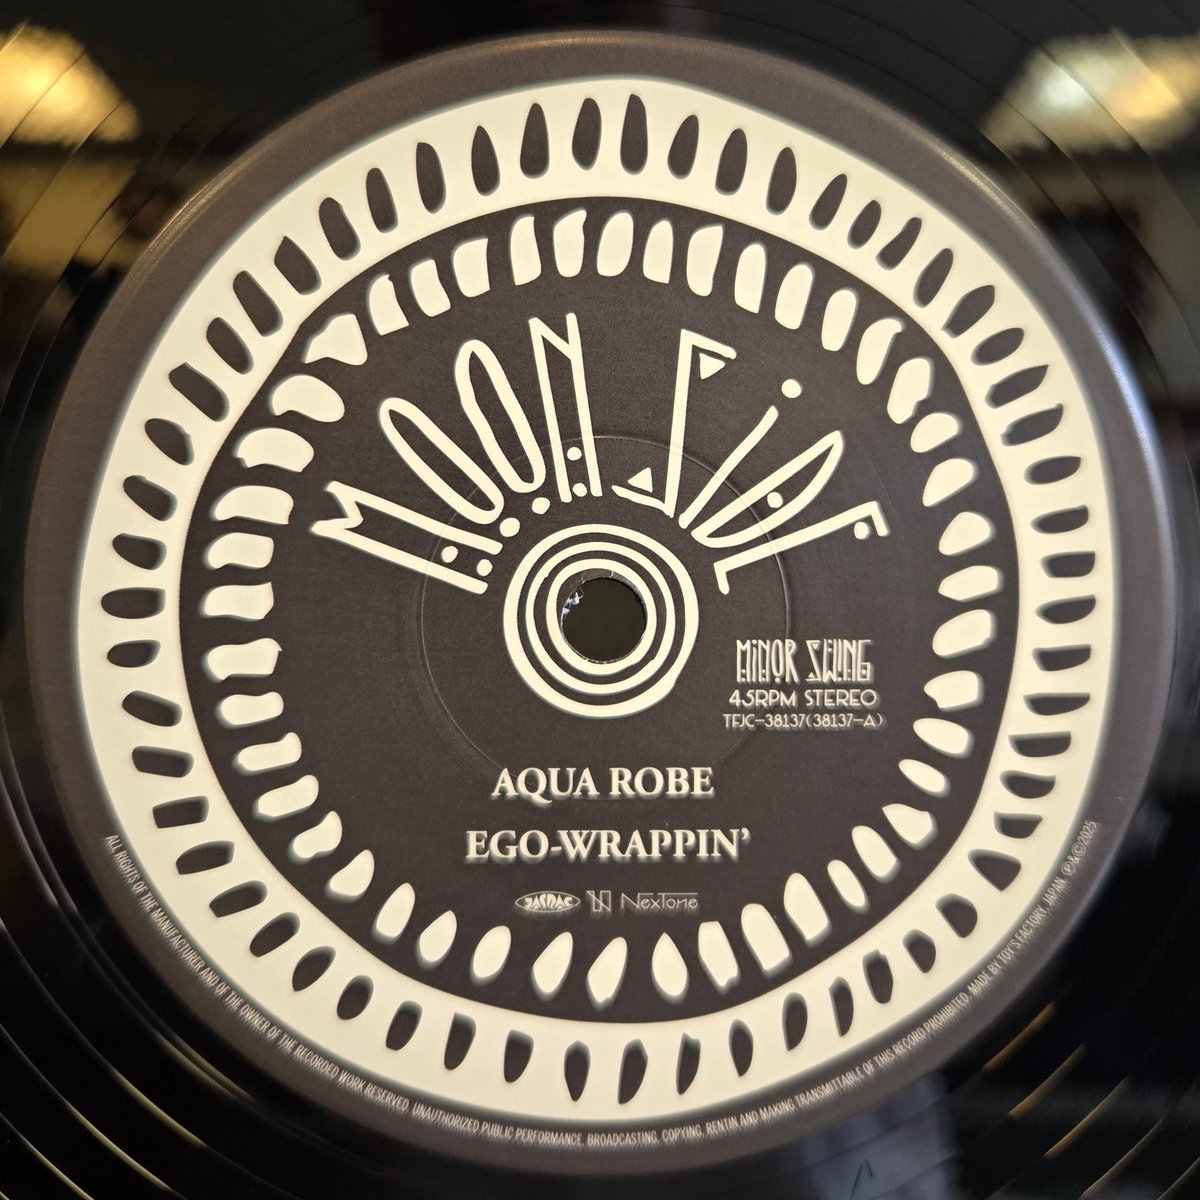 MOON SIDE
MINOR SWING
45RPM STEREO
TFJC-38137(38137-A)
AQUA ROBE
EGO-WRAPPIN'
JASRAC NexTone
ALL RIGHTS OF THE MANUFACTURER AND OF THE OWNER OF THE RECORDED WORK RESERVED. UNAUTHORIZED PUBLIC PERFORMANCE, BROADCASTING, COPYING, RENTIN AND MAKING TRANSMITTABLE OF THIS RECORD PROHIBITED. MADE BY TOY'S FACTORY, JAPAN. Ⓟ&©2025